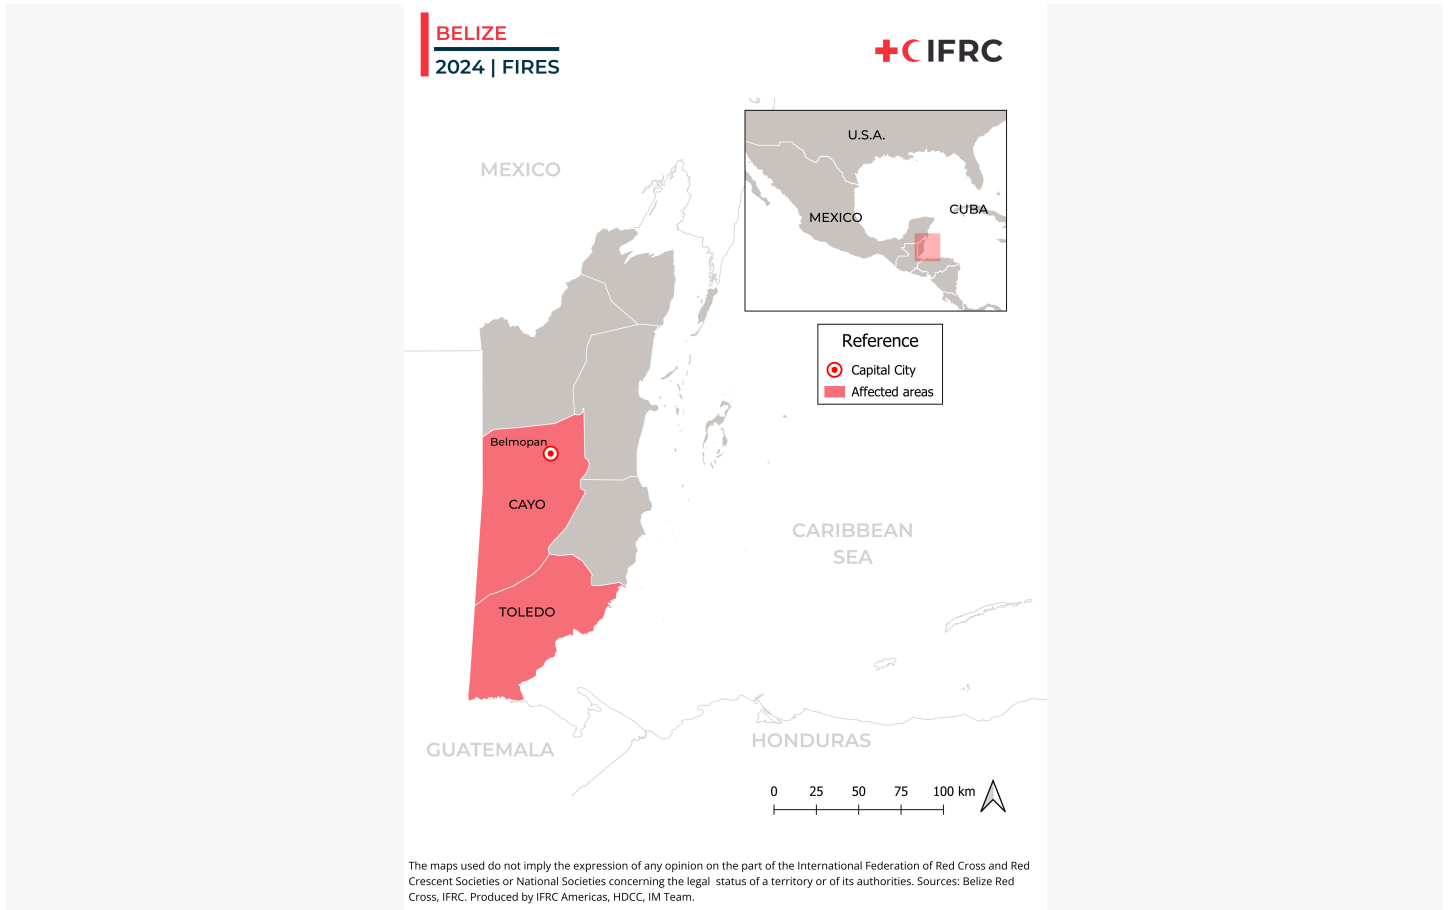 BELIZE
2024 | FIRES
IFRC
MEXICO
U.S.A.
MEXICO
CUBA
Reference
Capital City
Affected areas
Belmopan
CAYO
TOLEDO
CARIBBEAN
SEA
GUATEMALA
HONDURAS
0 25 50 75 100 km
The maps used do not imply the expression of any opinion on the part of the International Federation of Red Cross and Red
Crescent Societies or National Societies concerning the legal status of a territory or of its authorities. Sources: Belize Red
Cross, IFRC. Produced by IFRC Americas, HDCC, IM Team.